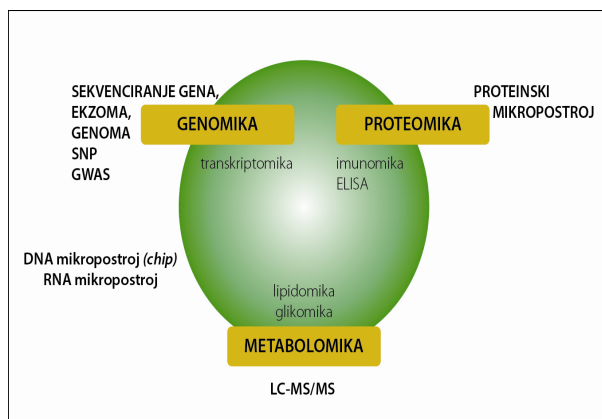 SEKVENCIRANJE GENA,
EKZOMA,
GENOMA
SNP
GWAS
GENOMIKA
transkriptomika
PROTEINSKI
MIKROPOSTROJ
PROTEOMIKA
imunomika
ELISA
DNA mikropostroj (chip)
RNA mikropostroj
lipidomika
glikomika
METABOLOMIKA
LC-MS/MS